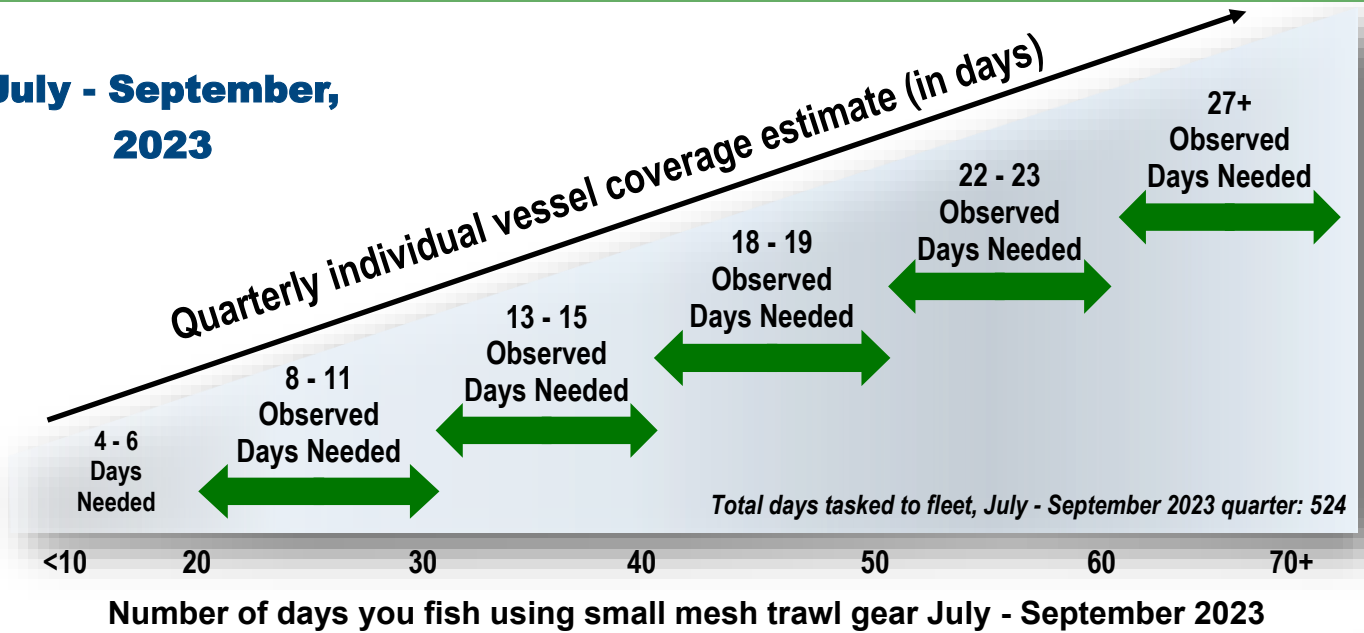 July - September,
2023
Quarterly individual vessel coverage estimate (in days)
4 - 6
Days
Needed
8 - 11
Observed
Days Needed
13 - 15
Observed
Days Needed
18 - 19
Observed
Days Needed
22 - 23
Observed
Days Needed
27+
Observed
Days Needed
Total days tasked to fleet, July - September 2023 quarter: 524
<10 20 30 40 50 60 70+
Number of days you fish using small mesh trawl gear July - September 2023